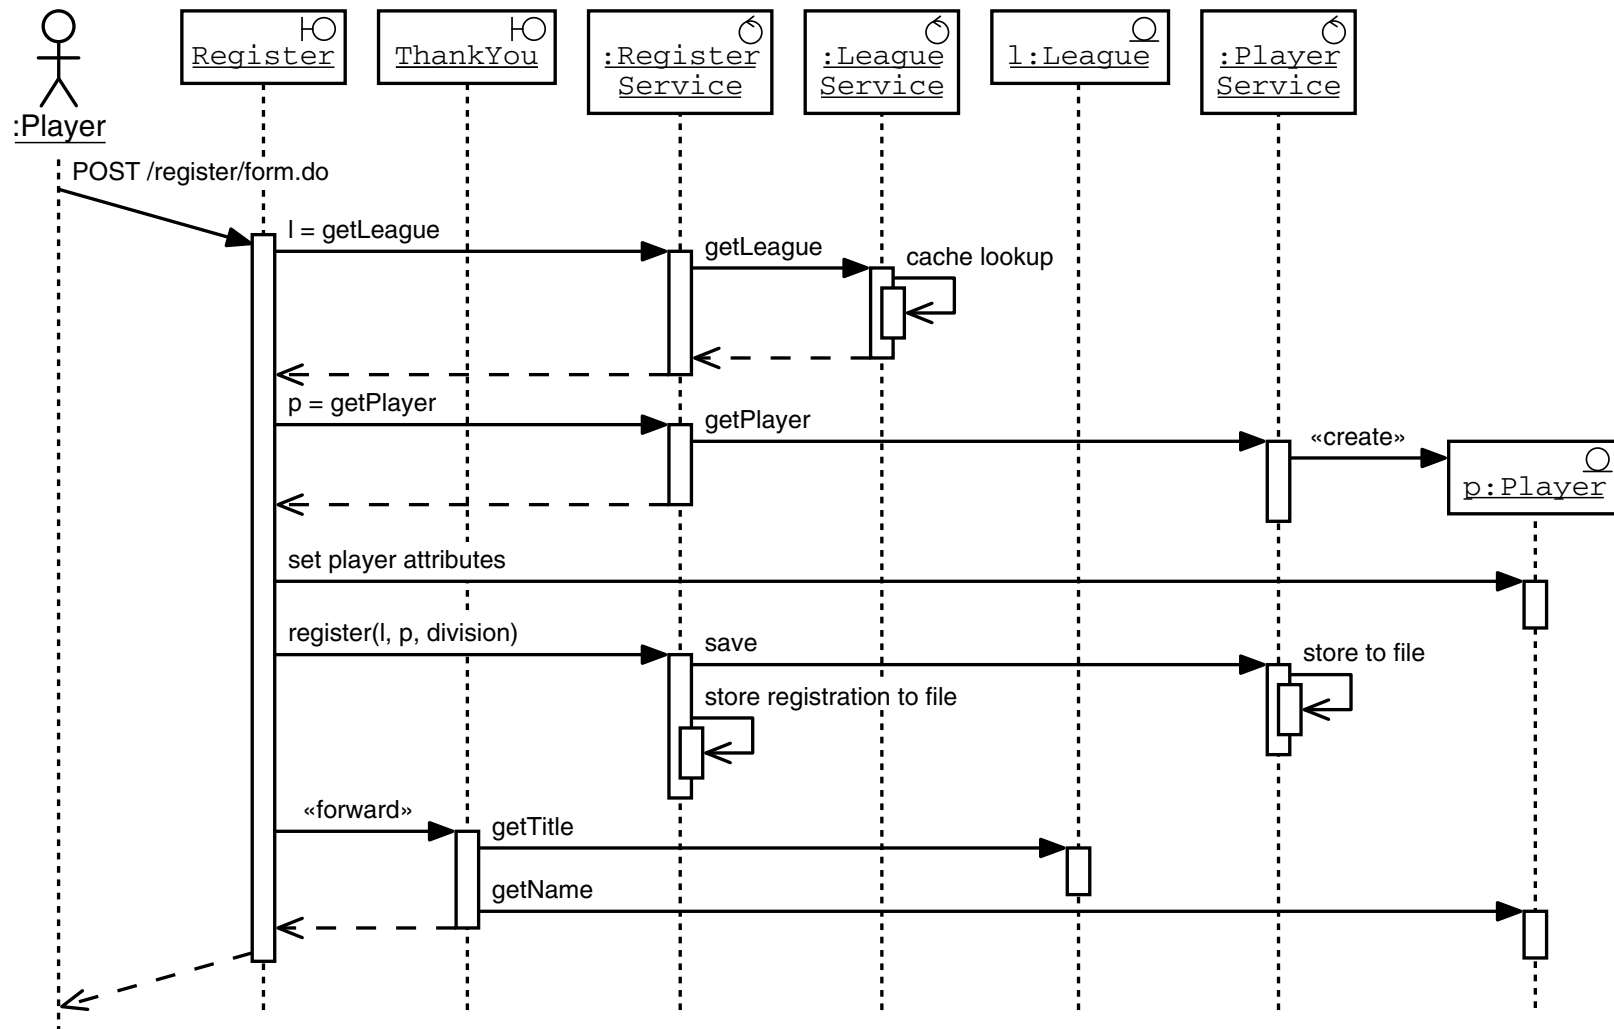 Register
ThankYou
:Register
Service
:League
Service
l:League
:Player
Service
:Player
POST /register/form.do
l = getLeague
getLeague
cache lookup
p = getPlayer
getPlayer
«create»
p:Player
set player attributes
register(l, p, division)
save
store to file
store registration to file
«forward»
getTitle
getName